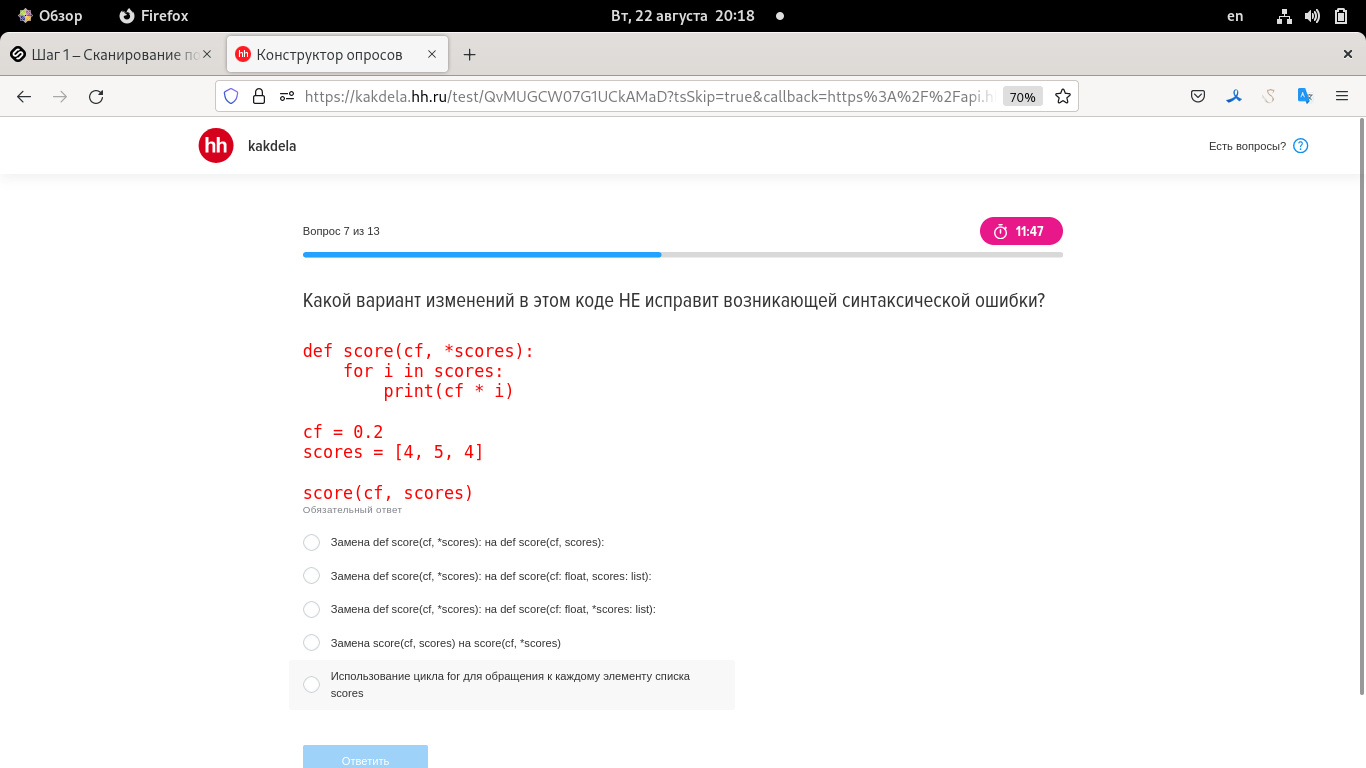 Обзор Firefox Вт, 22 августа 20:18 en
Шаг 1 – Сканирование по Конструктор опросов
https://kakdela.hh.ru/test/QvMUGCW07G1UCkAMaD?tsSkip=true&callback=https%3A%2F%2Fapi.h 70%
hh kakdela Есть вопросы?
Вопрос 7 из 13 11:47
Какой вариант изменений в этом коде НЕ исправит возникающей синтаксической ошибки?
def score(cf, *scores):
    for i in scores:
        print(cf * i)
cf = 0.2
scores = [4, 5, 4]
score(cf, scores)
Обязательный ответ
Замена def score(cf, *scores): на def score(cf, scores):
Замена def score(cf, *scores): на def score(cf: float, scores: list):
Замена def score(cf, *scores): на def score(cf: float, *scores: list):
Замена score(cf, scores) на score(cf, *scores)
Использование цикла for для обращения к каждому элементу списка
scores
Ответить